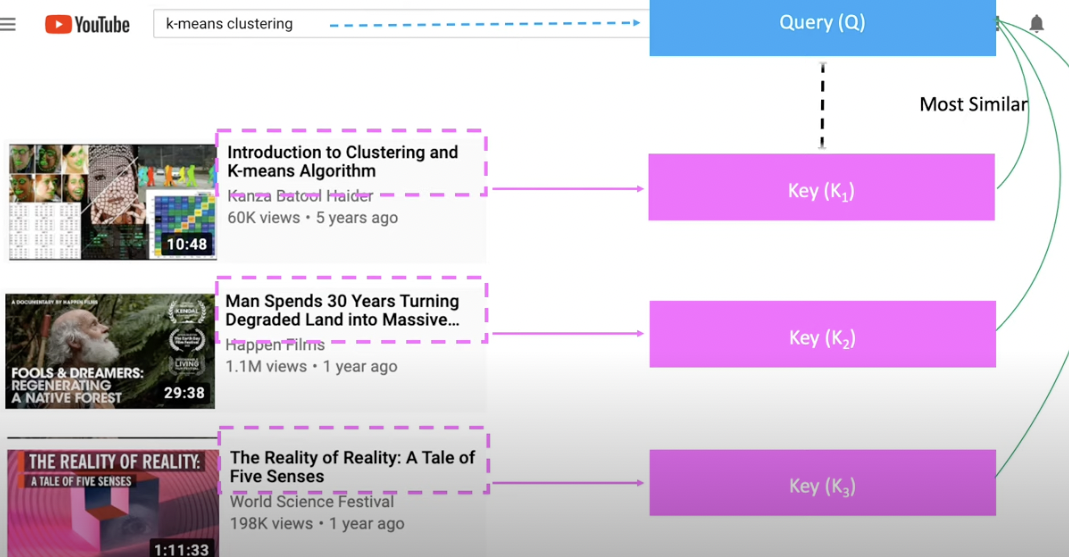 YouTube
k-means clustering
Query (Q)
Most Similar
Introduction to Clustering and
K-means Algorithm
Kanza Batool Haider
60K views • 5 years ago
10:48
Key (K1)
A DOCUMENTARY BY HAPPEN FILMS
FOOLS & DREAMERS:
REGENERATING
A NATIVE FOREST
29:38
Man Spends 30 Years Turning
Degraded Land into Massive...
Happen Films
1.1M views • 1 year ago
Key (K2)
THE REALITY OF REALITY:
A TALE OF FIVE SENSES
1:11:33
The Reality of Reality: A Tale of
Five Senses
World Science Festival
198K views • 1 year ago
Key (K3)